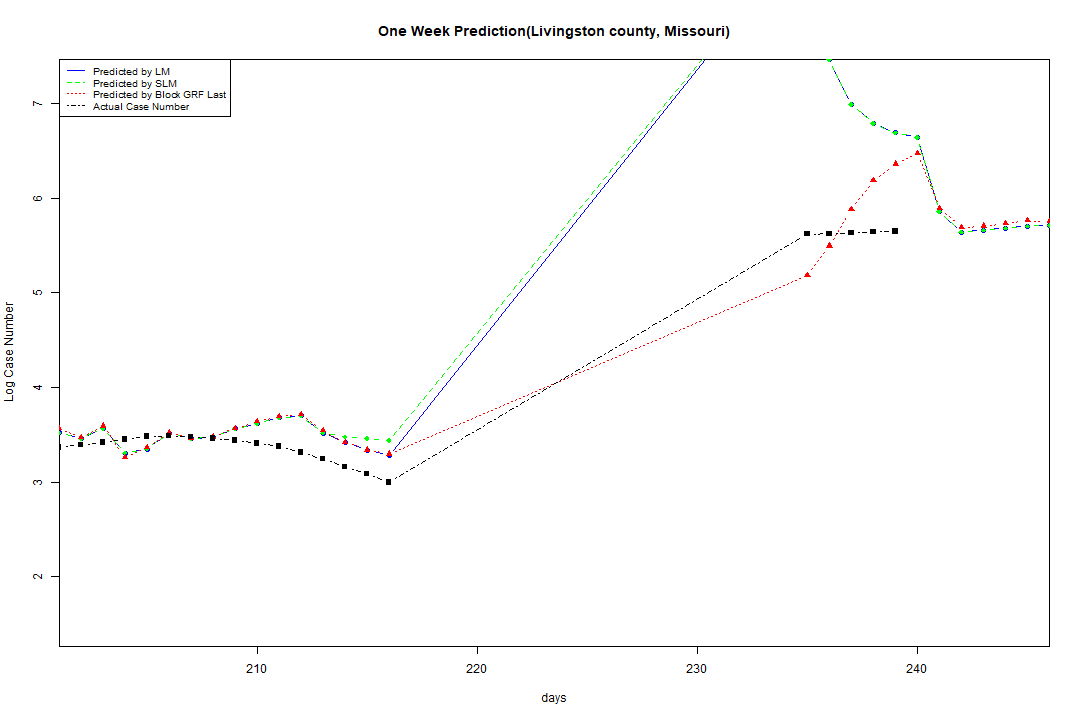 One Week Prediction(Livingston county, Missouri)
Predicted by LM
Predicted by SLM
Predicted by Block GRF Last
Actual Case Number
7
6
5
4
3
2
Log Case Number
210 220 230 240
days